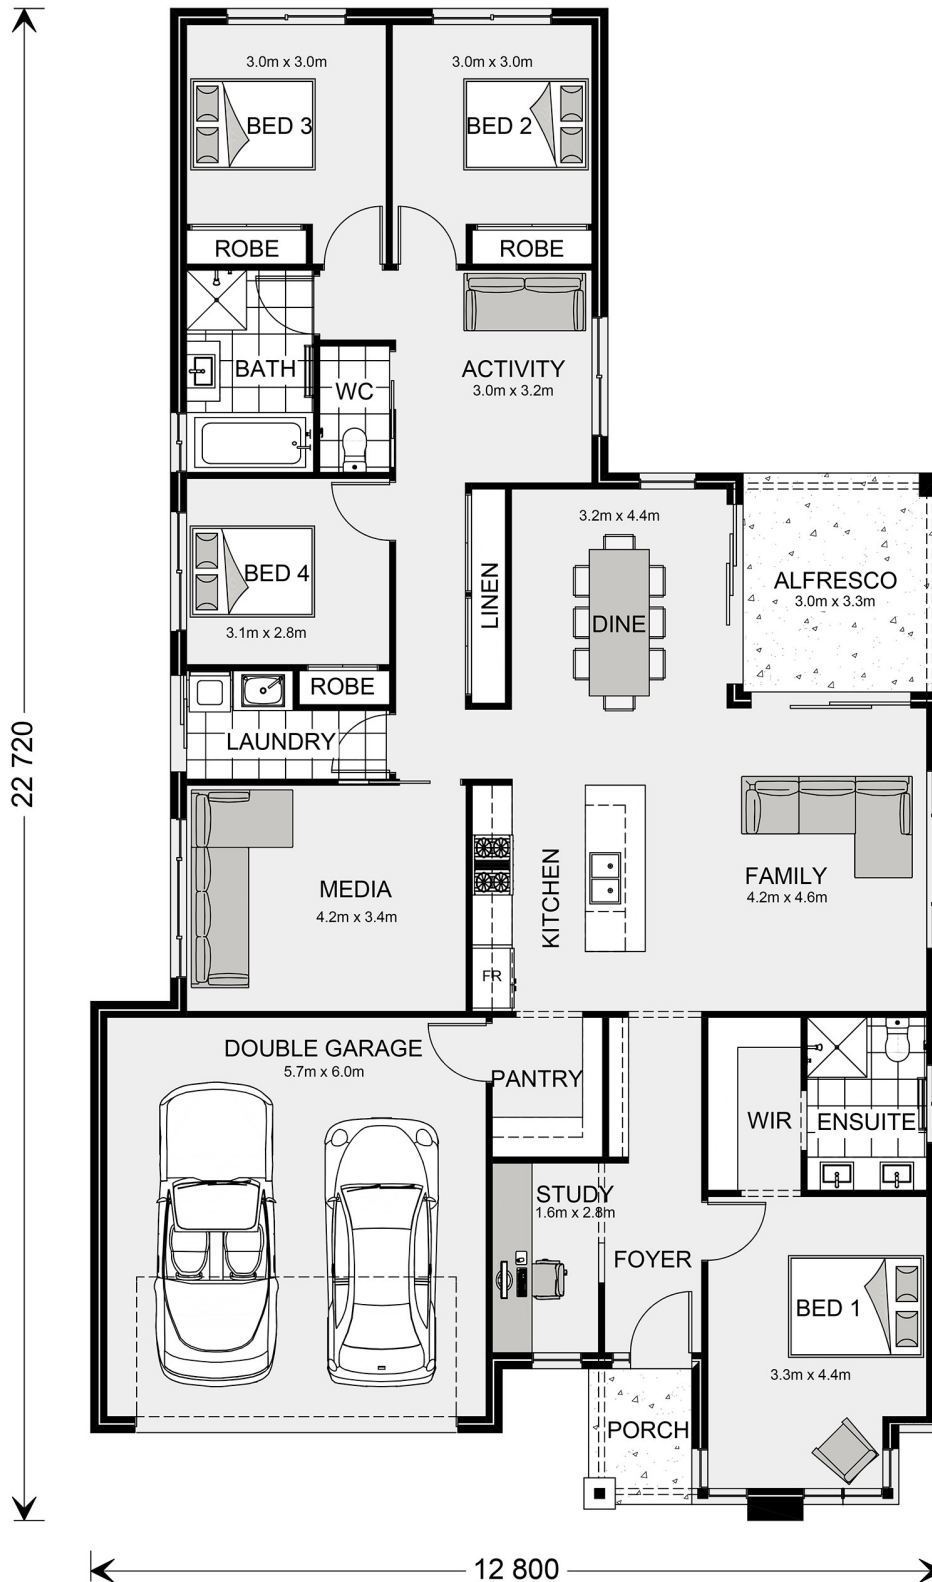 3.0m x 3.0m
BED 3
ROBE
3.0m x 3.0m
BED 2
ROBE
BATH
WC
ACTIVITY
3.0m x 3.2m
BED 4
3.1m x 2.8m
ROBE
LINEN
3.2m x 4.4m
DINE
ALFRESCO
3.0m x 3.3m
LAUNDRY
22 720
MEDIA
4.2m x 3.4m
KITCHEN
FR
FAMILY
4.2m x 4.6m
DOUBLE GARAGE
5.7m x 6.0m
PANTRY
WIR
ENSUITE
STUDY
1.6m x 2.8m
FOYER
BED 1
3.3m x 4.4m
PORCH
12 800